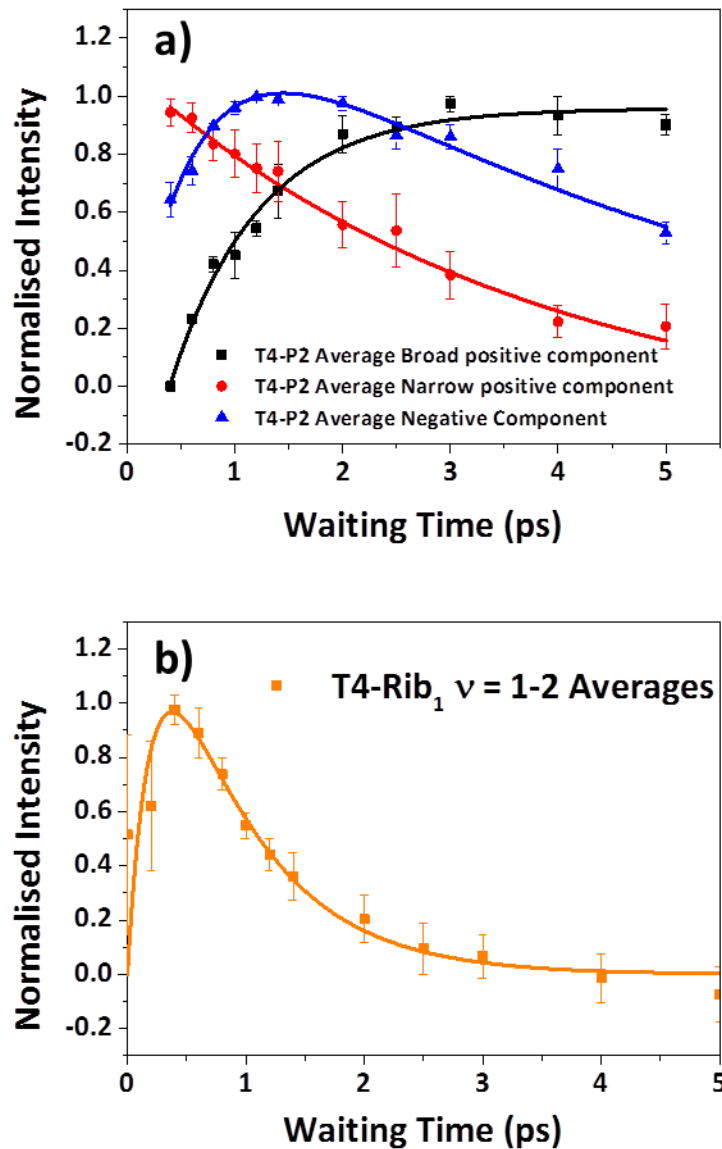 a)
1.2
1.0
0.8
0.6
0.4
0.2
0.0
-0.2
Normalised Intensity
T4-P2 Average Broad positive component
T4-P2 Average Narrow positive component
T4-P2 Average Negative Component
0 1 2 3 4 5
Waiting Time (ps)
b)
T4-Rib₁ ν = 1-2 Averages
1.2
1.0
0.8
0.6
0.4
0.2
0.0
-0.2
Normalised Intensity
0 1 2 3 4 5
Waiting Time (ps)